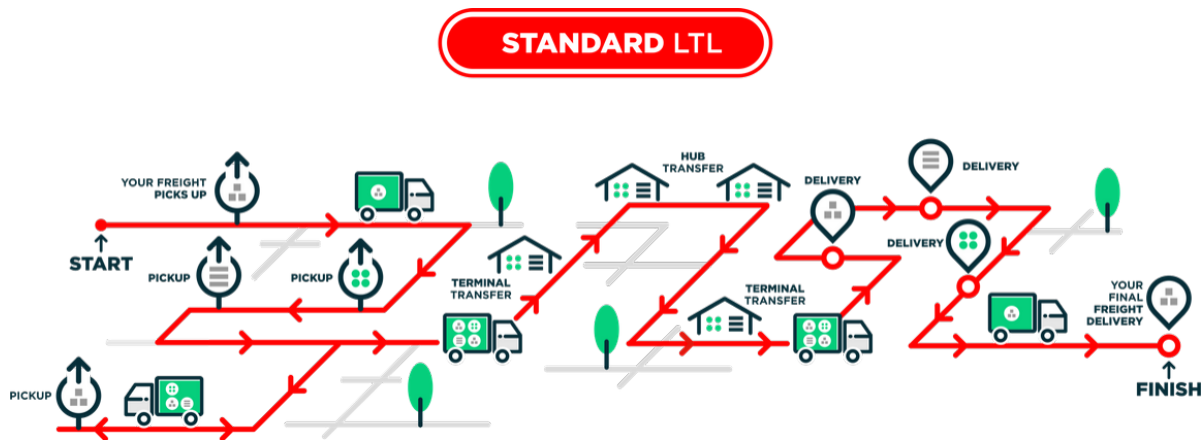 STANDARD LTL
YOUR FREIGHT
PICKS UP
START
PICKUP
PICKUP
PICKUP
TERMINAL
TRANSFER
HUB
TRANSFER
TERMINAL
TRANSFER
DELIVERY
DELIVERY
DELIVERY
YOUR
FINAL
FREIGHT
DELIVERY
FINISH